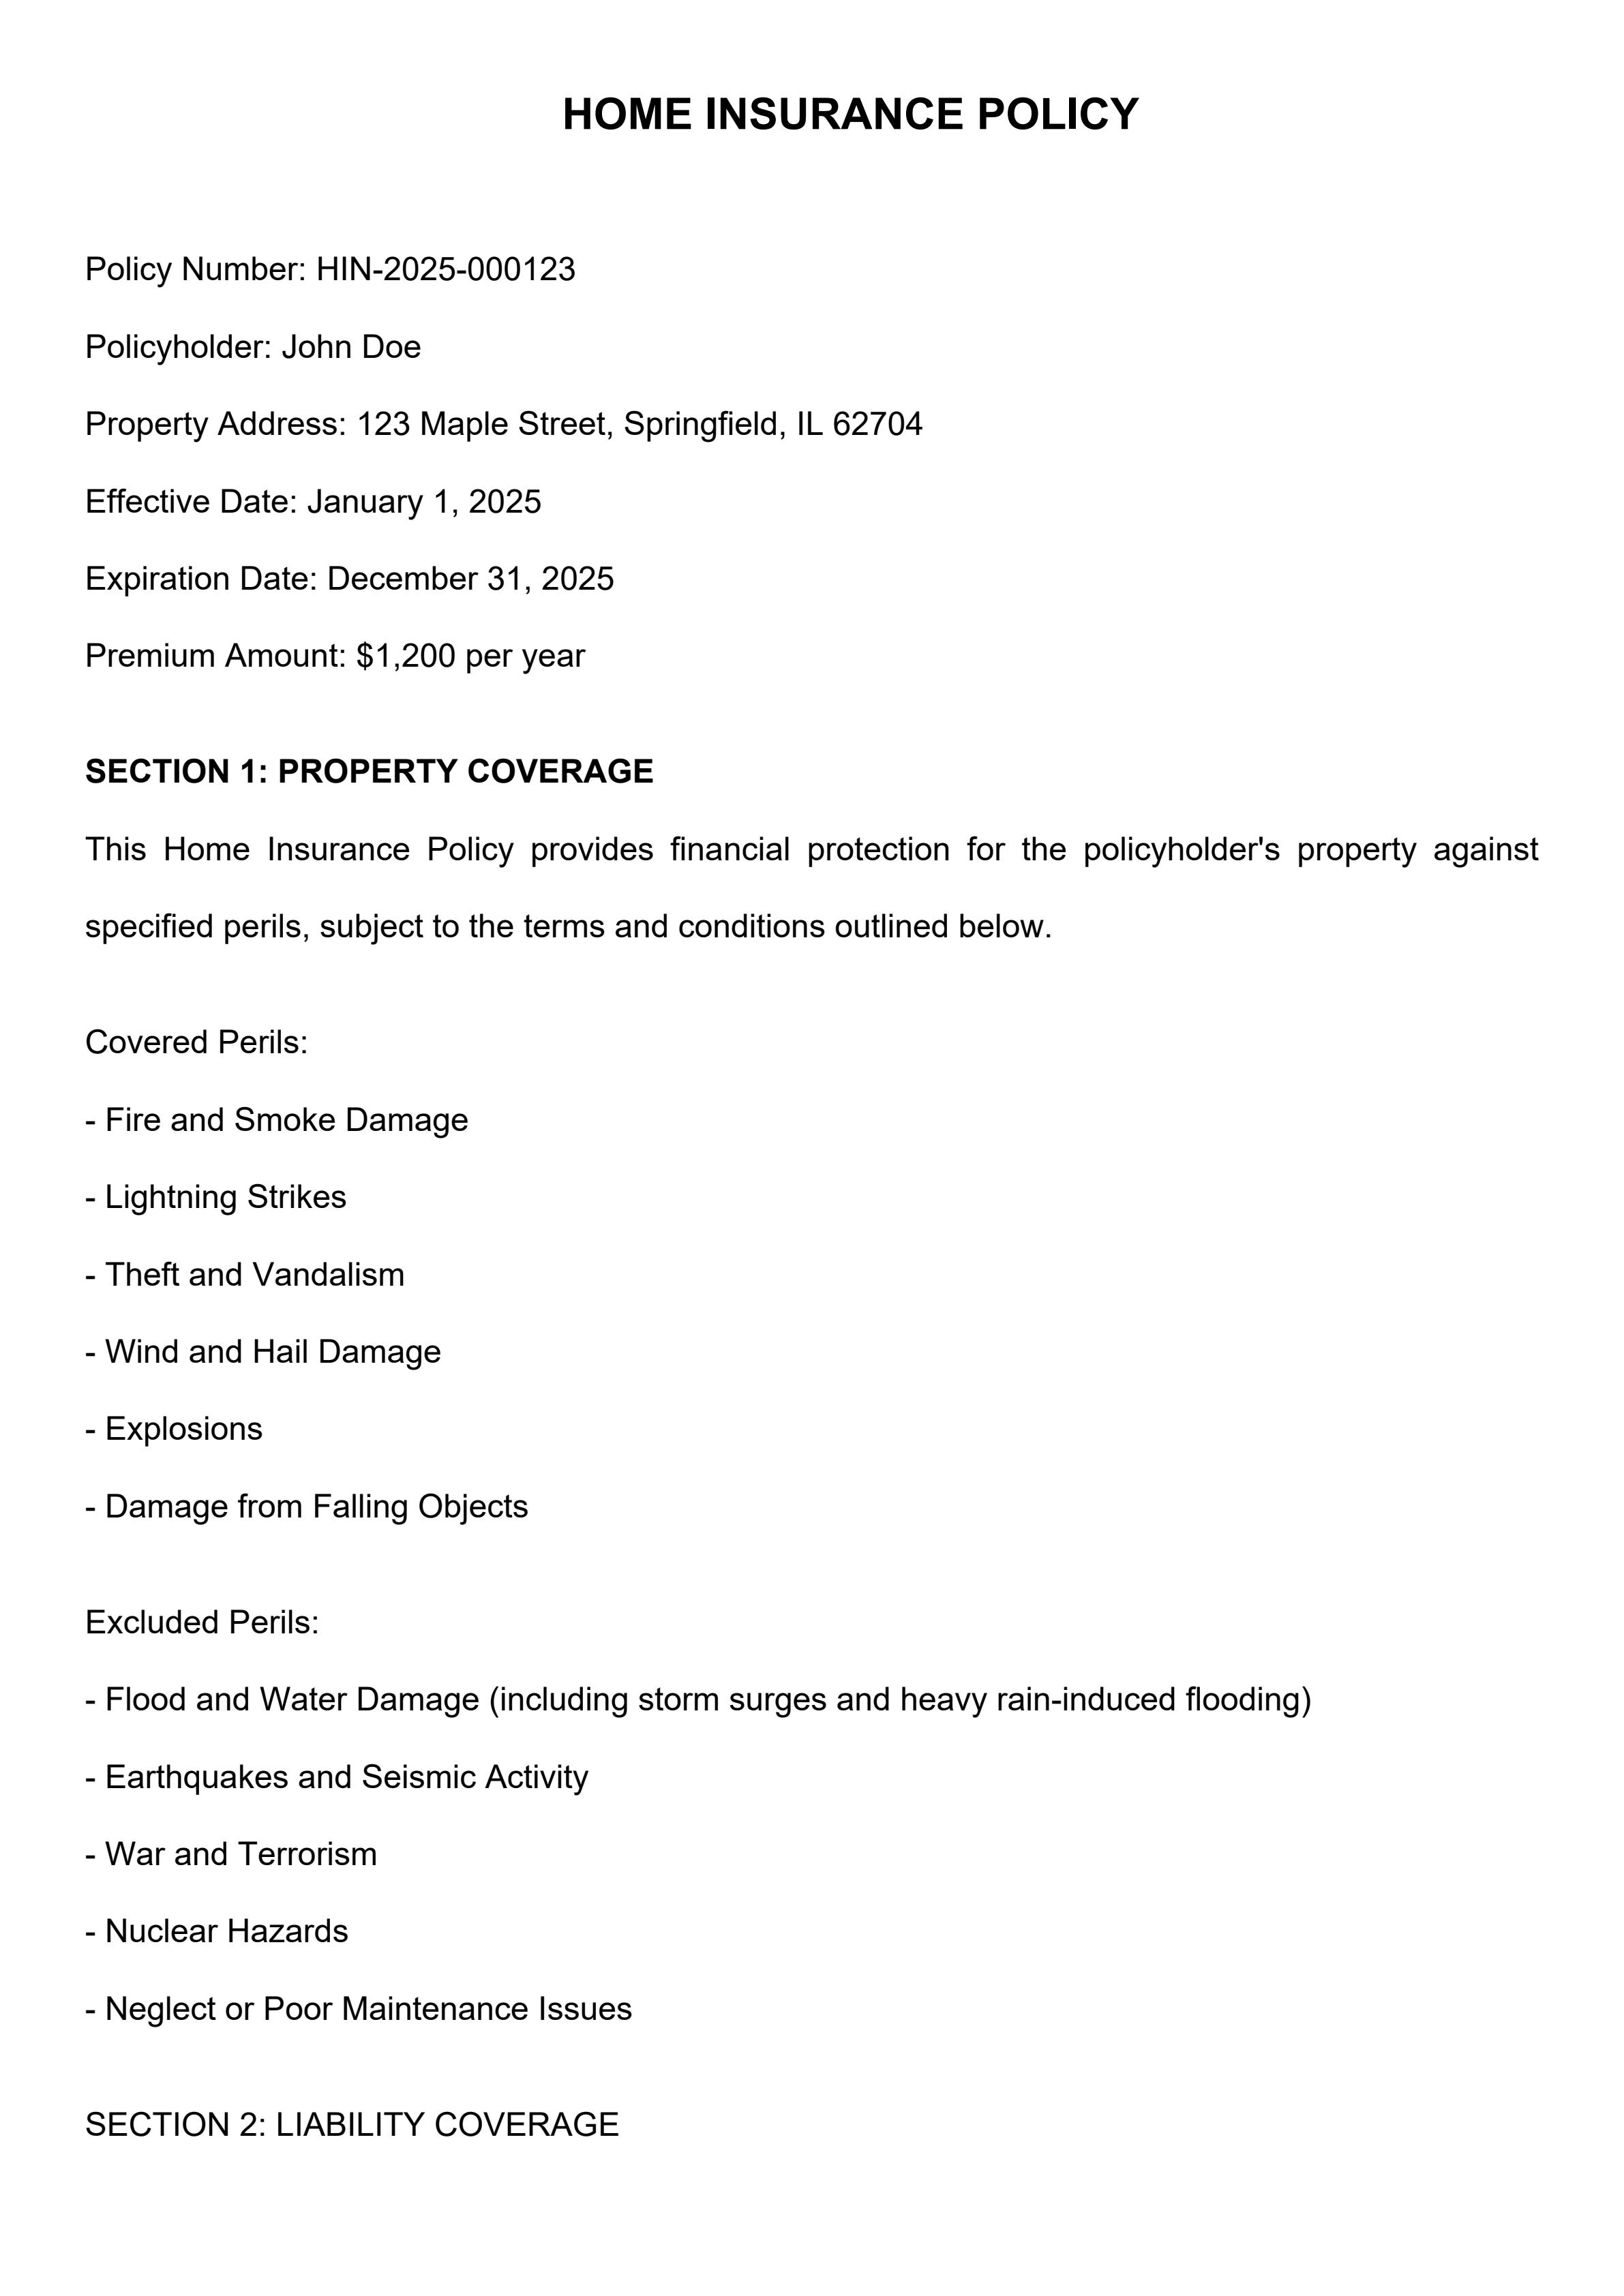 HOME INSURANCE POLICY
Policy Number: HIN-2025-000123
Policyholder: John Doe
Property Address: 123 Maple Street, Springfield, IL 62704
Effective Date: January 1, 2025
Expiration Date: December 31, 2025
Premium Amount: $1,200 per year
SECTION 1: PROPERTY COVERAGE
This Home Insurance Policy provides financial protection for the policyholder's property against
specified perils, subject to the terms and conditions outlined below.
Covered Perils:
- Fire and Smoke Damage
- Lightning Strikes
- Theft and Vandalism
- Wind and Hail Damage
- Explosions
- Damage from Falling Objects
Excluded Perils:
- Flood and Water Damage (including storm surges and heavy rain-induced flooding)
- Earthquakes and Seismic Activity
- War and Terrorism
- Nuclear Hazards
- Neglect or Poor Maintenance Issues
SECTION 2: LIABILITY COVERAGE